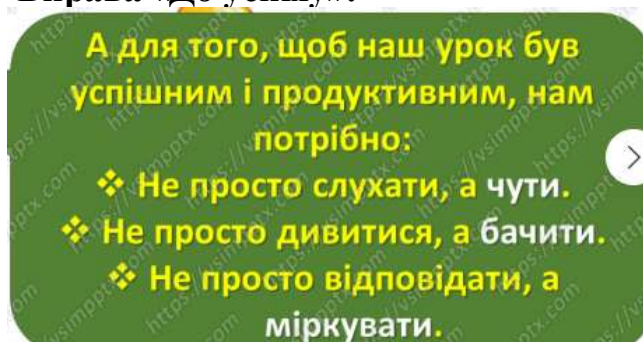 А для того, щоб наш урок був
успішним і продуктивним, нам
потрібно:
❖ Не просто слухати, а чути.
❖ Не просто дивитися, а бачити.
❖ Не просто відповідати, а
міркувати.